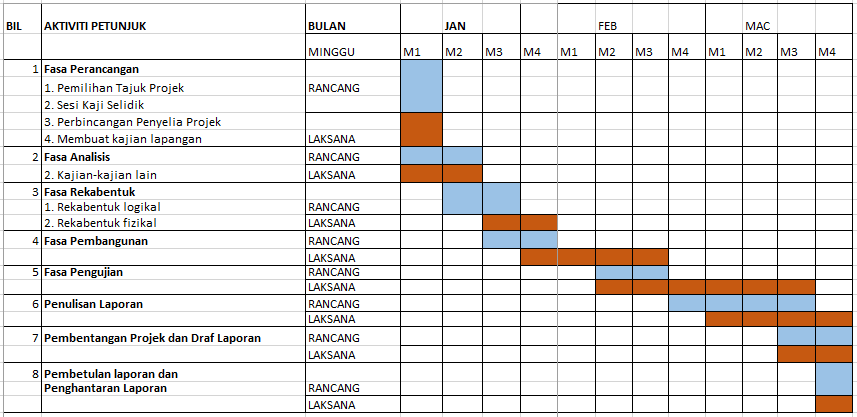 BIL AKTIVITI PETUNJUK BULAN JAN FEB MAC
MINGGU M1 M2 M3 M4 M1 M2 M3 M4 M1 M2 M3 M4
1 Fasa Perancangan
1. Pemilihan Tajuk Projek RANCANG
2. Sesi Kaji Selidik
3. Perbincangan Penyelia Projek
4. Membuat kajian lapangan LAKSANA
2 Fasa Analisis RANCANG
2. Kajian-kajian lain LAKSANA
3 Fasa Rekabentuk
1. Rekabentuk logikal RANCANG
2. Rekabentuk fizikal LAKSANA
4 Fasa Pembangunan RANCANG
LAKSANA
5 Fasa Pengujian RANCANG
LAKSANA
6 Penulisan Laporan RANCANG
LAKSANA
7 Pembentangan Projek dan Draf Laporan RANCANG
LAKSANA
8 Pembetulan laporan dan
Penghantaran Laporan RANCANG
LAKSANA